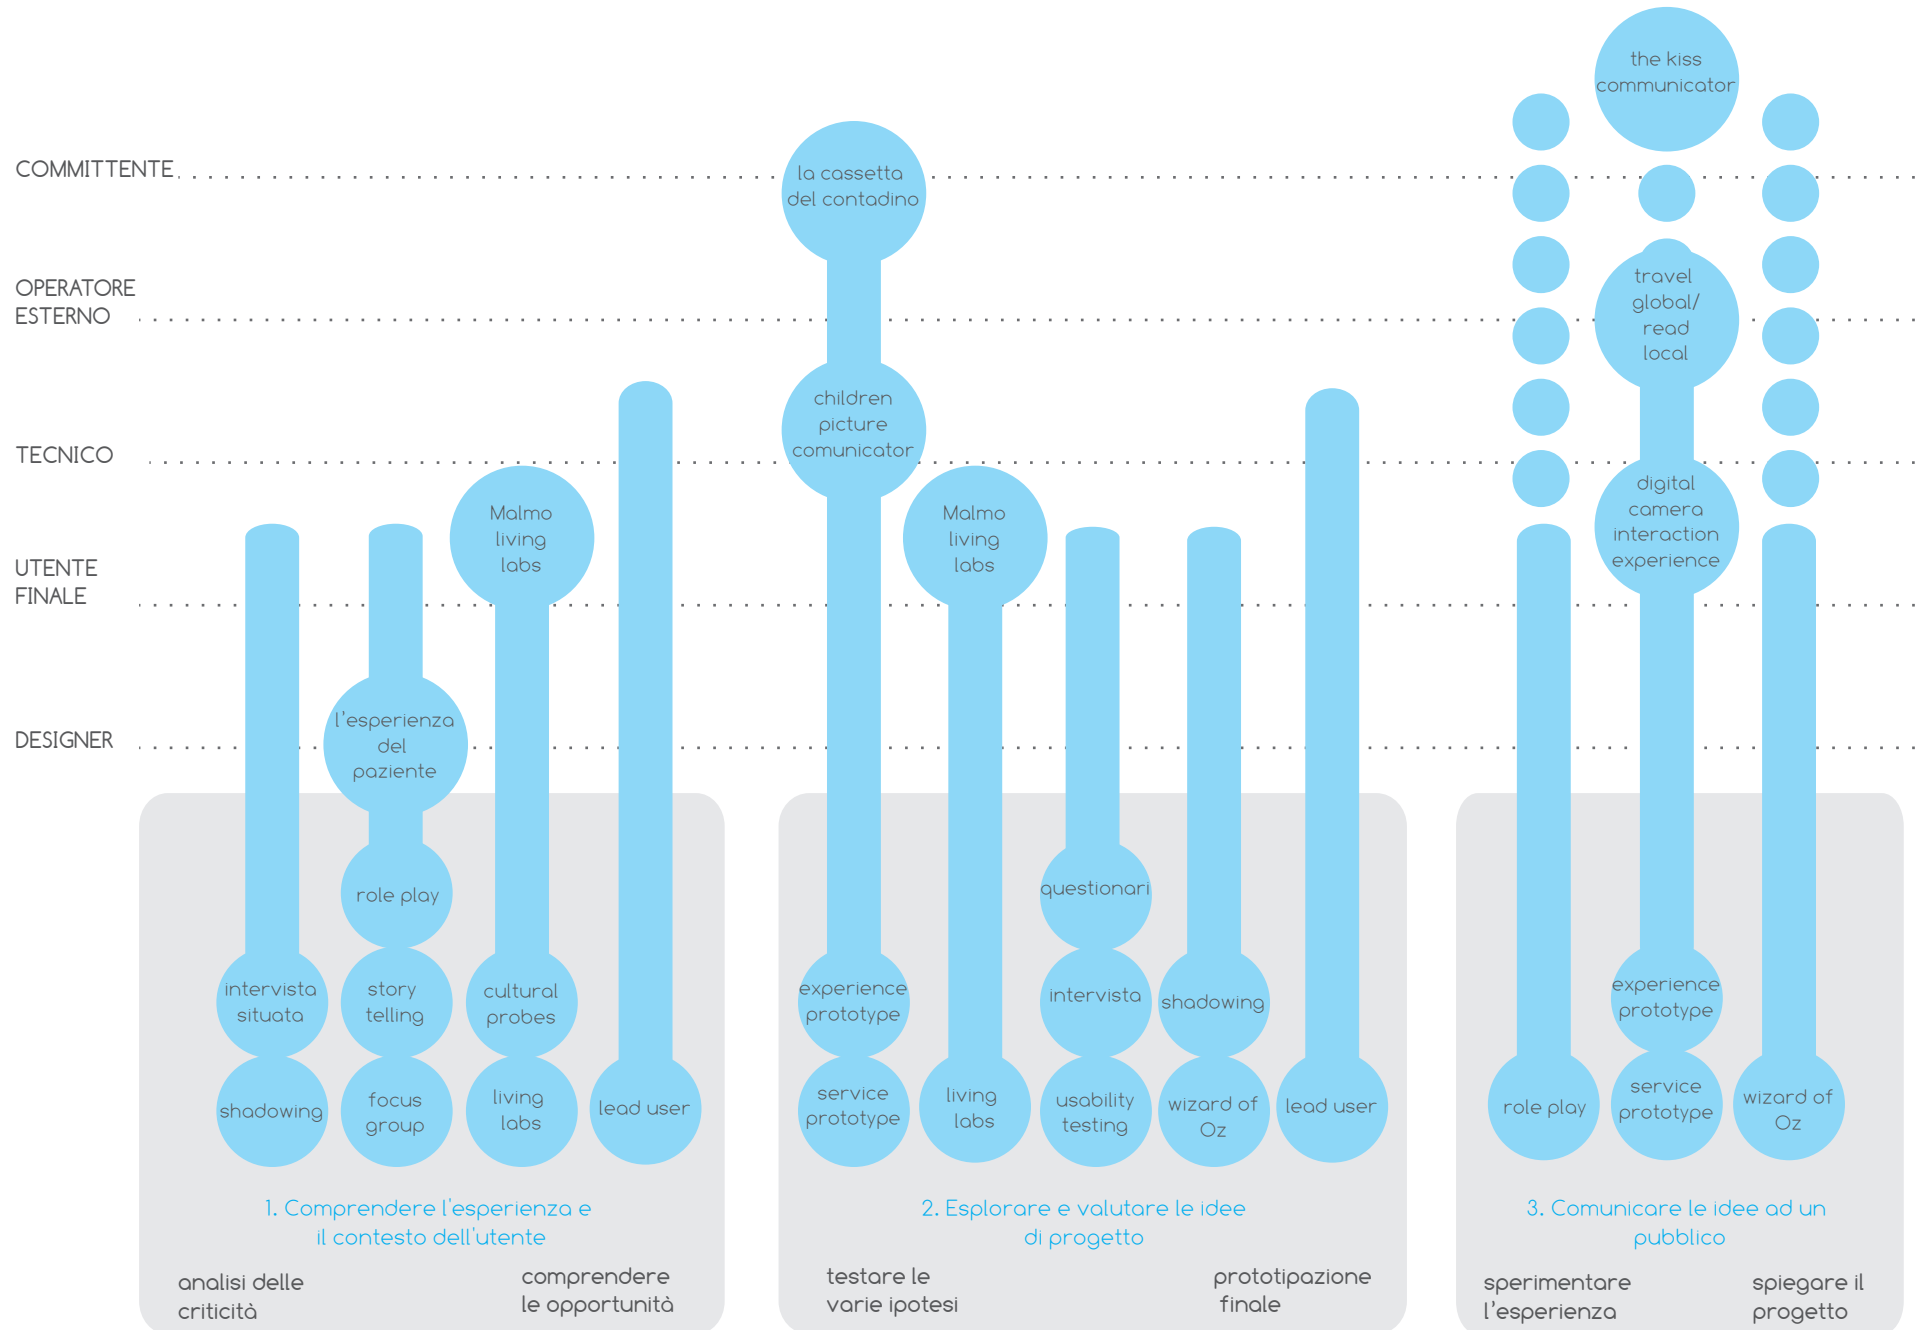 the kiss
communicator
COMMITTENTE
la cassetta
del contadino
OPERATORE
ESTERNO
travel
global/
read
local
children
picture
comunicator
TECNICO
digital
camera
interaction
experience
Malmo
living
labs
Malmo
living
labs
UTENTE
FINALE
DESIGNER
l'esperienza
del
paziente
role play
questionari
intervista
situata
story
telling
cultural
probes
experience
prototype
intervista
shadowing
experience
prototype
shadowing
focus
group
living
labs
lead user
service
prototype
living
labs
usability
testing
wizard of
Oz
lead user
role play
service
prototype
wizard of
Oz
1. Comprendere l'esperienza e
il contesto dell'utente
2. Esplorare e valutare le idee
di progetto
3. Comunicare le idee ad un
pubblico
analisi delle
criticità
comprendere
le opportunità
testare le
varie ipotesi
prototipazione
finale
sperimentare
l'esperienza
spiegare il
progetto